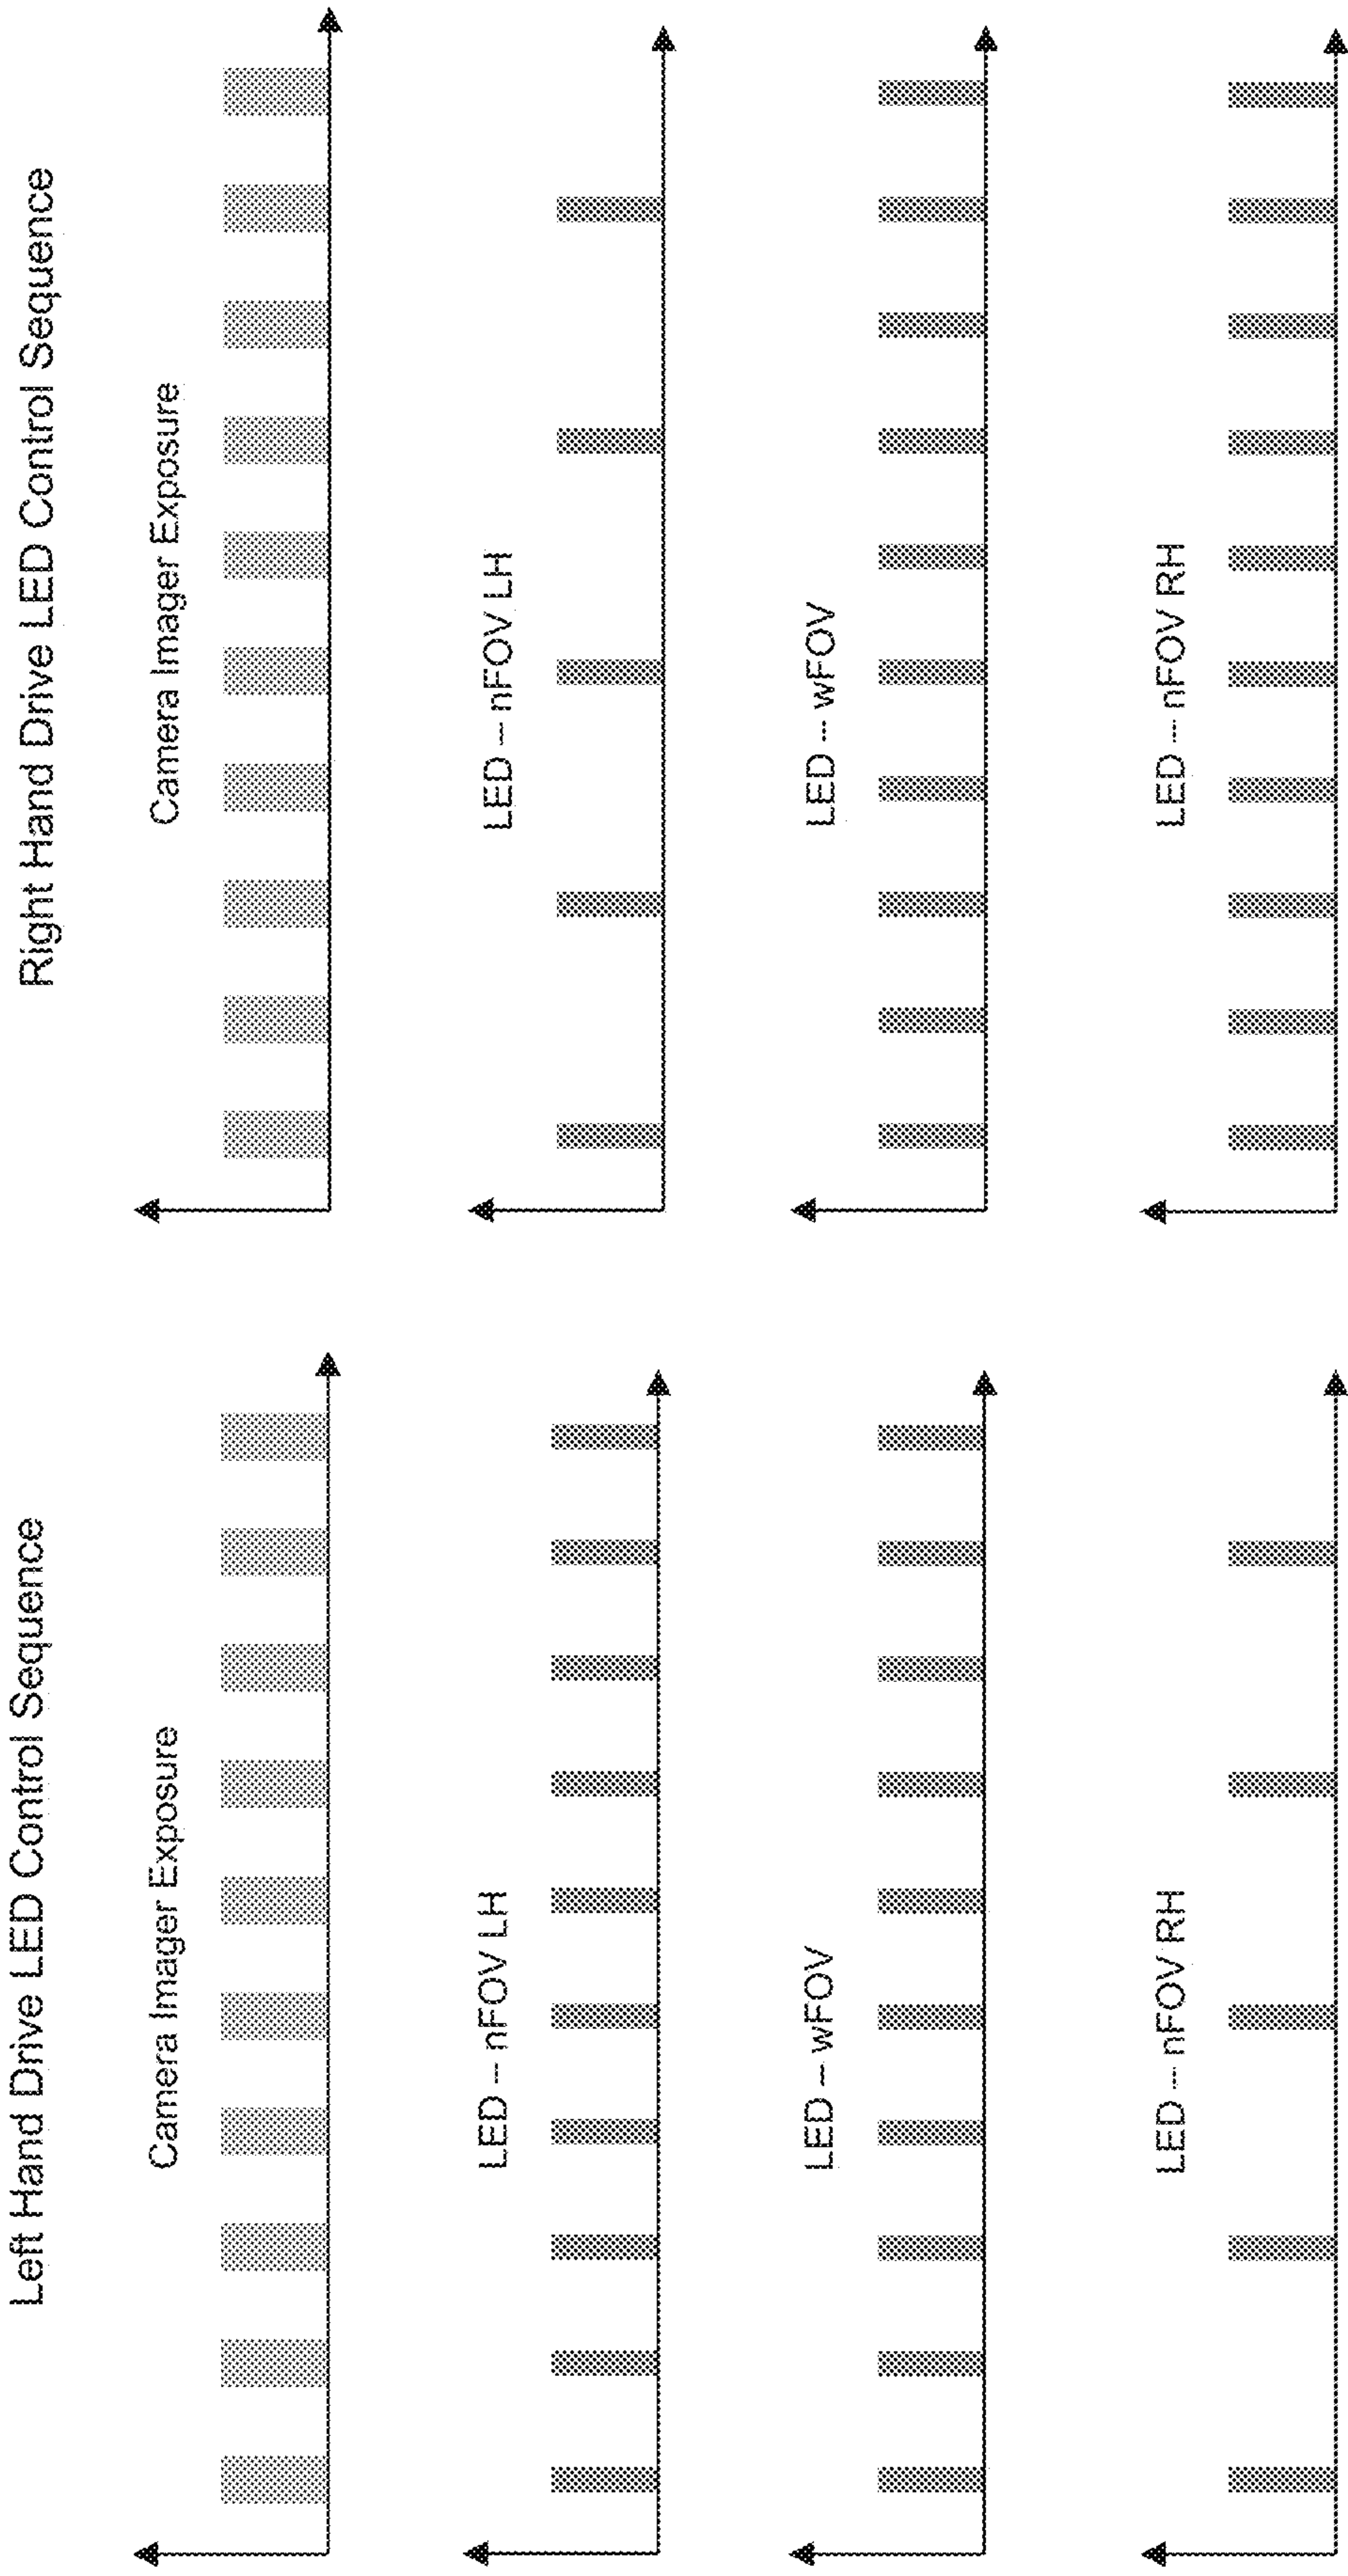 Left Hand Drive LED Control Sequence
Camera Imager Exposure
LED -- nFOV LH
LED -- wFOV
LED -- nFOV RH
Right Hand Drive LED Control Sequence
Camera Imager Exposure
LED -- nFOV LH
LED -- wFOV
LED -- nFOV RH